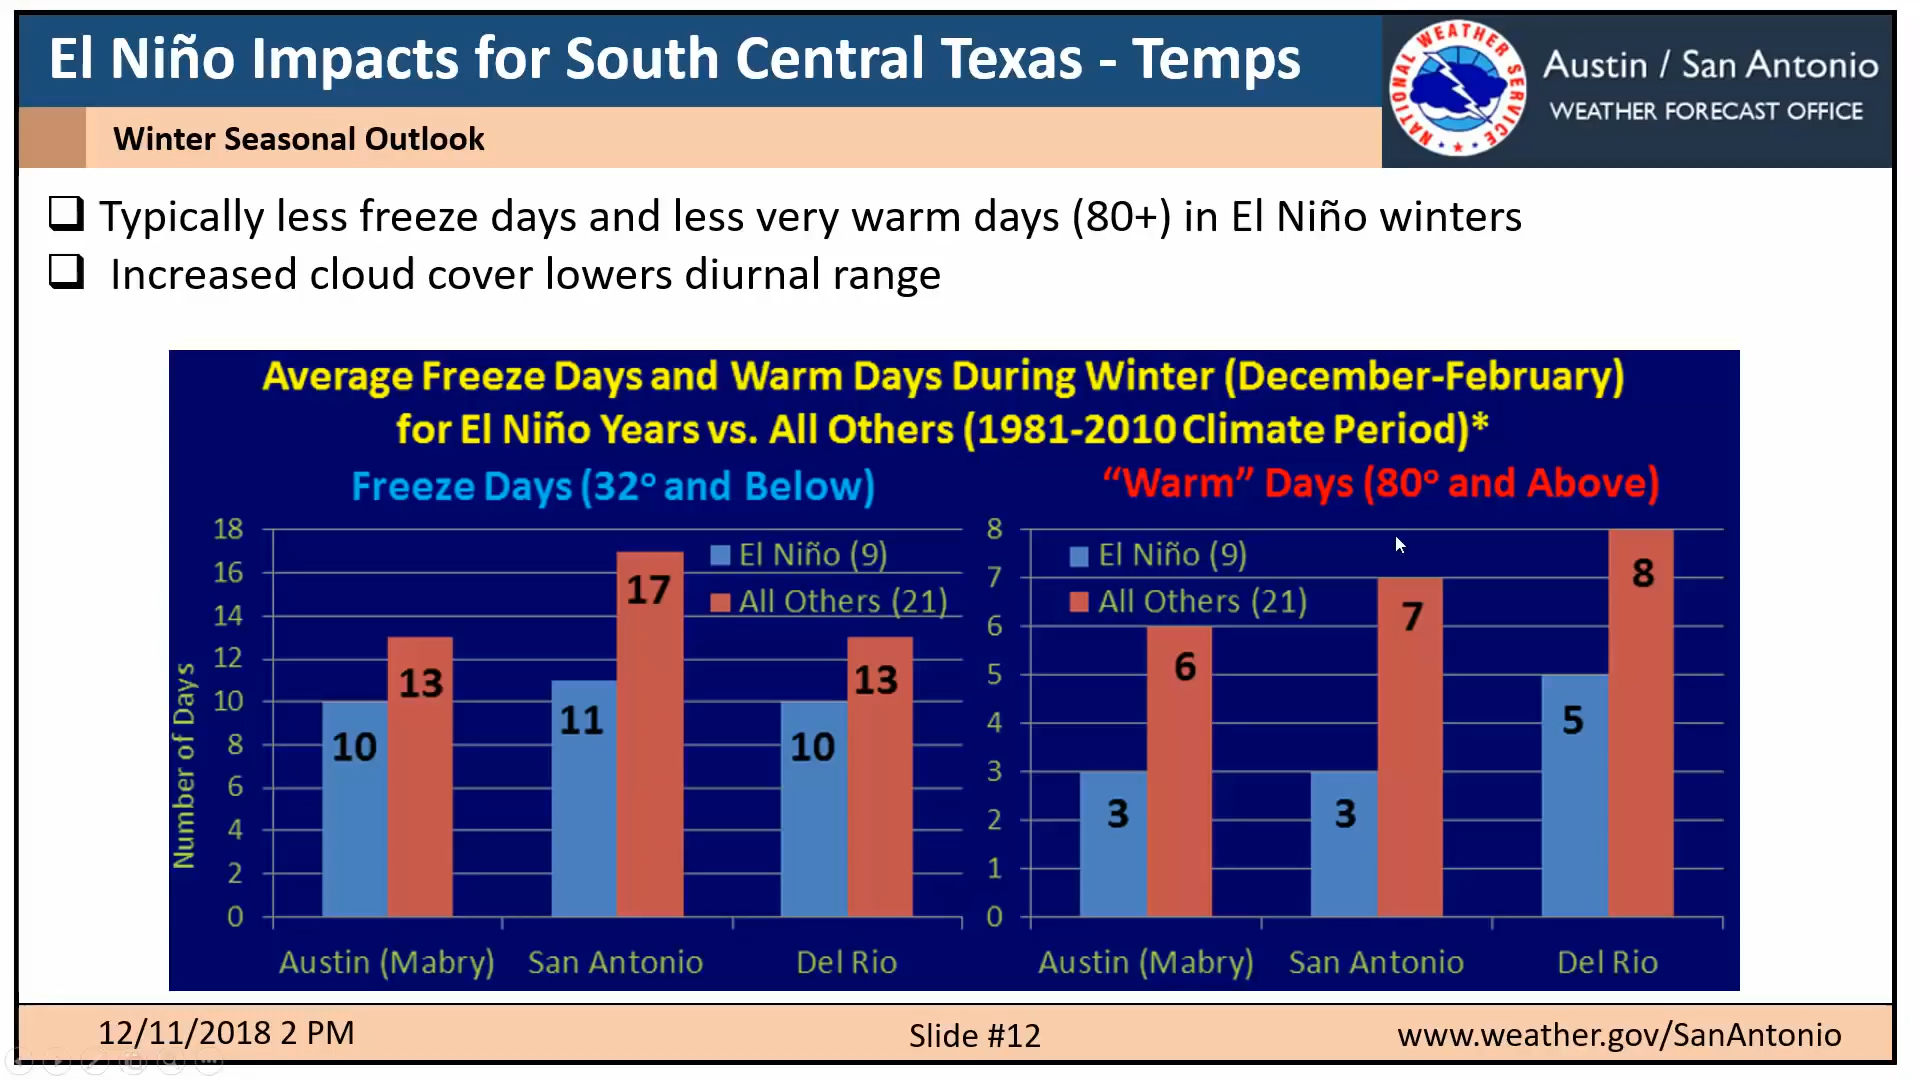 El Niño Impacts for South Central Texas - Temps
NATIONAL WEATHER SERVICE
Austin / San Antonio
WEATHER FORECAST OFFICE
Winter Seasonal Outlook
Typically less freeze days and less very warm days (80+) in El Niño winters
Increased cloud cover lowers diurnal range
Average Freeze Days and Warm Days During Winter (December-February)
for El Niño Years vs. All Others (1981-2010 Climate Period)*
Freeze Days (32° and Below)
Number of Days
18
16
14
12
10
8
6
4
2
0
El Niño (9)
All Others (21)
10
13
11
17
10
13
Austin (Mabry)
San Antonio
Del Rio
"Warm" Days (80° and Above)
8
7
6
5
4
3
2
1
0
El Niño (9)
All Others (21)
3
6
3
7
5
8
Austin (Mabry)
San Antonio
Del Rio
12/11/2018 2 PM
Slide #12
www.weather.gov/SanAntonio